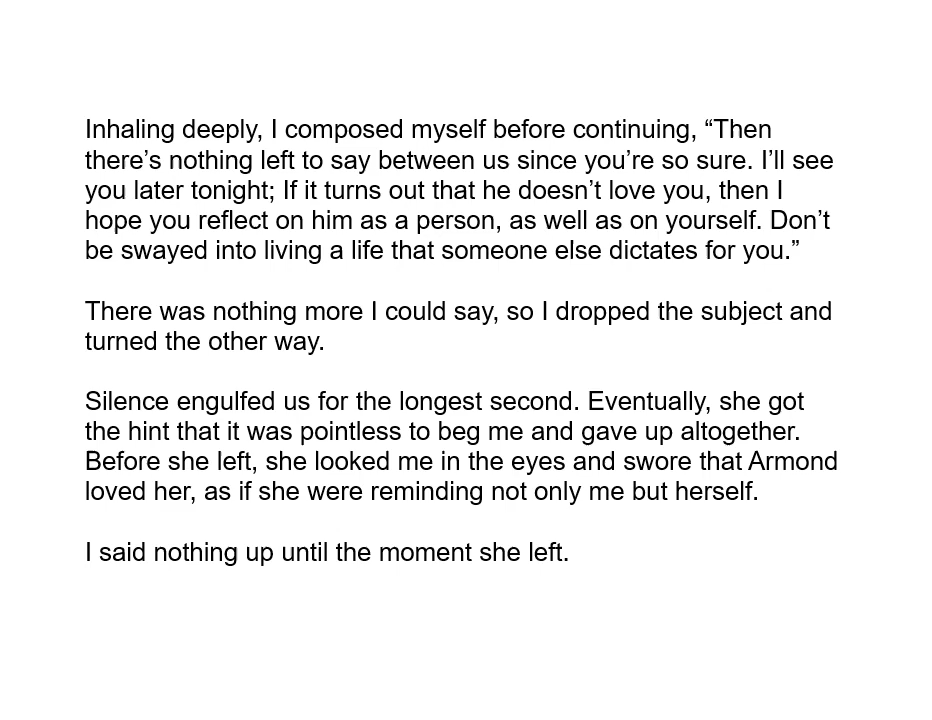 Inhaling deeply, I composed myself before continuing, “Then
there’s nothing left to say between us since you’re so sure. I’ll see
you later tonight; If it turns out that he doesn’t love you, then I
hope you reflect on him as a person, as well as on yourself. Don’t
be swayed into living a life that someone else dictates for you.”
There was nothing more I could say, so I dropped the subject and
turned the other way.
Silence engulfed us for the longest second. Eventually, she got
the hint that it was pointless to beg me and gave up altogether.
Before she left, she looked me in the eyes and swore that Armond
loved her, as if she were reminding not only me but herself.
I said nothing up until the moment she left.